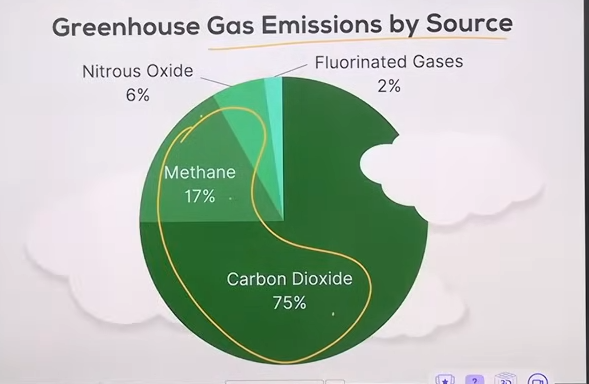 Greenhouse Gas Emissions by Source
Nitrous Oxide
6%
Fluorinated Gases
2%
Methane
17%
Carbon Dioxide
75%